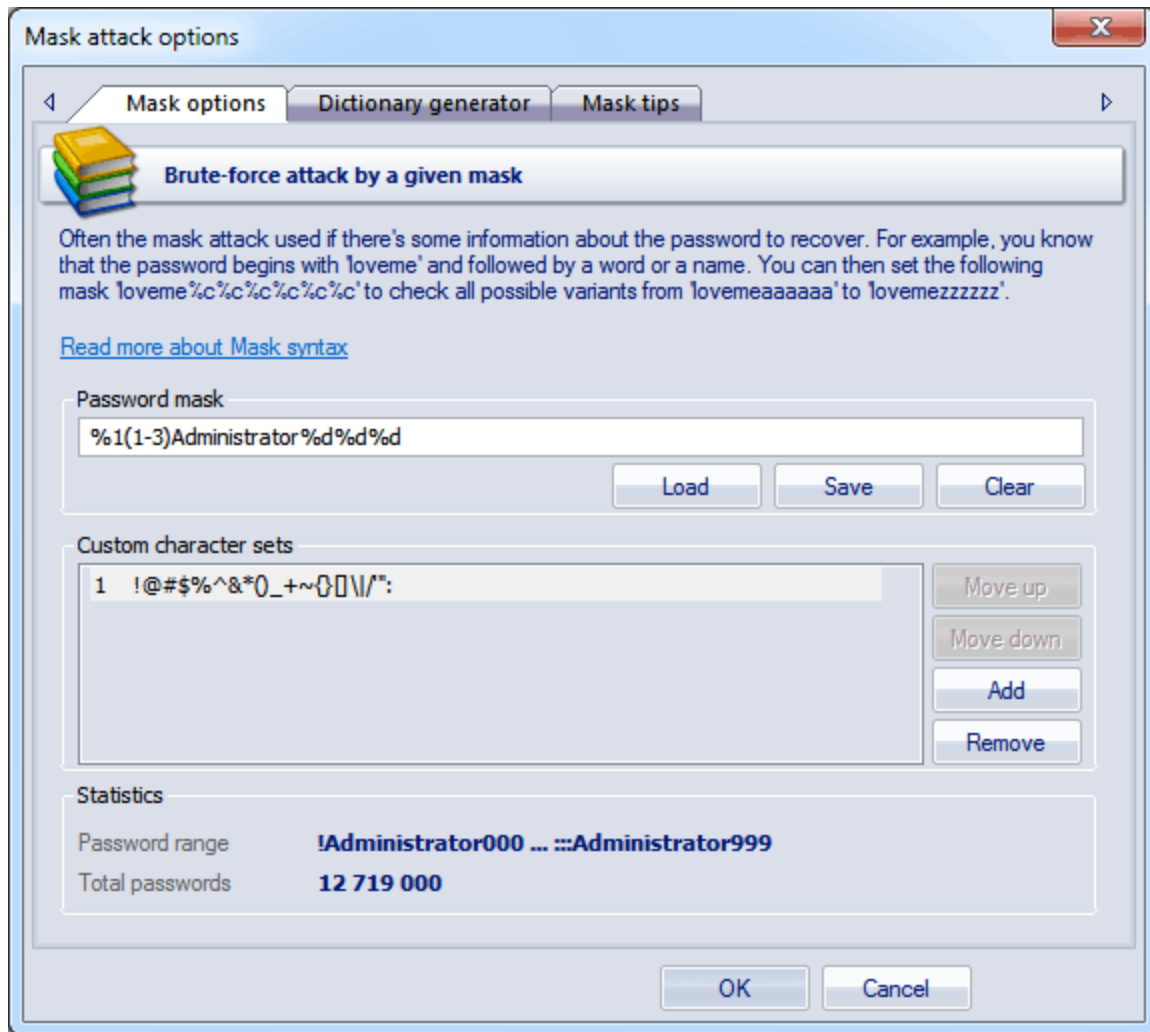 Mask attack options
Mask options
Dictionary generator
Mask tips
Brute-force attack by a given mask
Often the mask attack used if there's some information about the password to recover. For example, you know
that the password begins with 'loveme' and followed by a word or a name. You can then set the following
mask 'loveme%c%c%c%c%c%c' to check all possible variants from 'lovemeaaaaaa' to 'lovemezzzzzz'.
Read more about Mask syntax
Password mask
%1(1-3)Administrator%d%d%d
Load
Save
Clear
Custom character sets
1 !@#$%^&*()_+~{}[]\|/'":
Move up
Move down
Add
Remove
Statistics
Password range !Administrator000 ... :::Administrator999
Total passwords 12 719 000
OK
Cancel